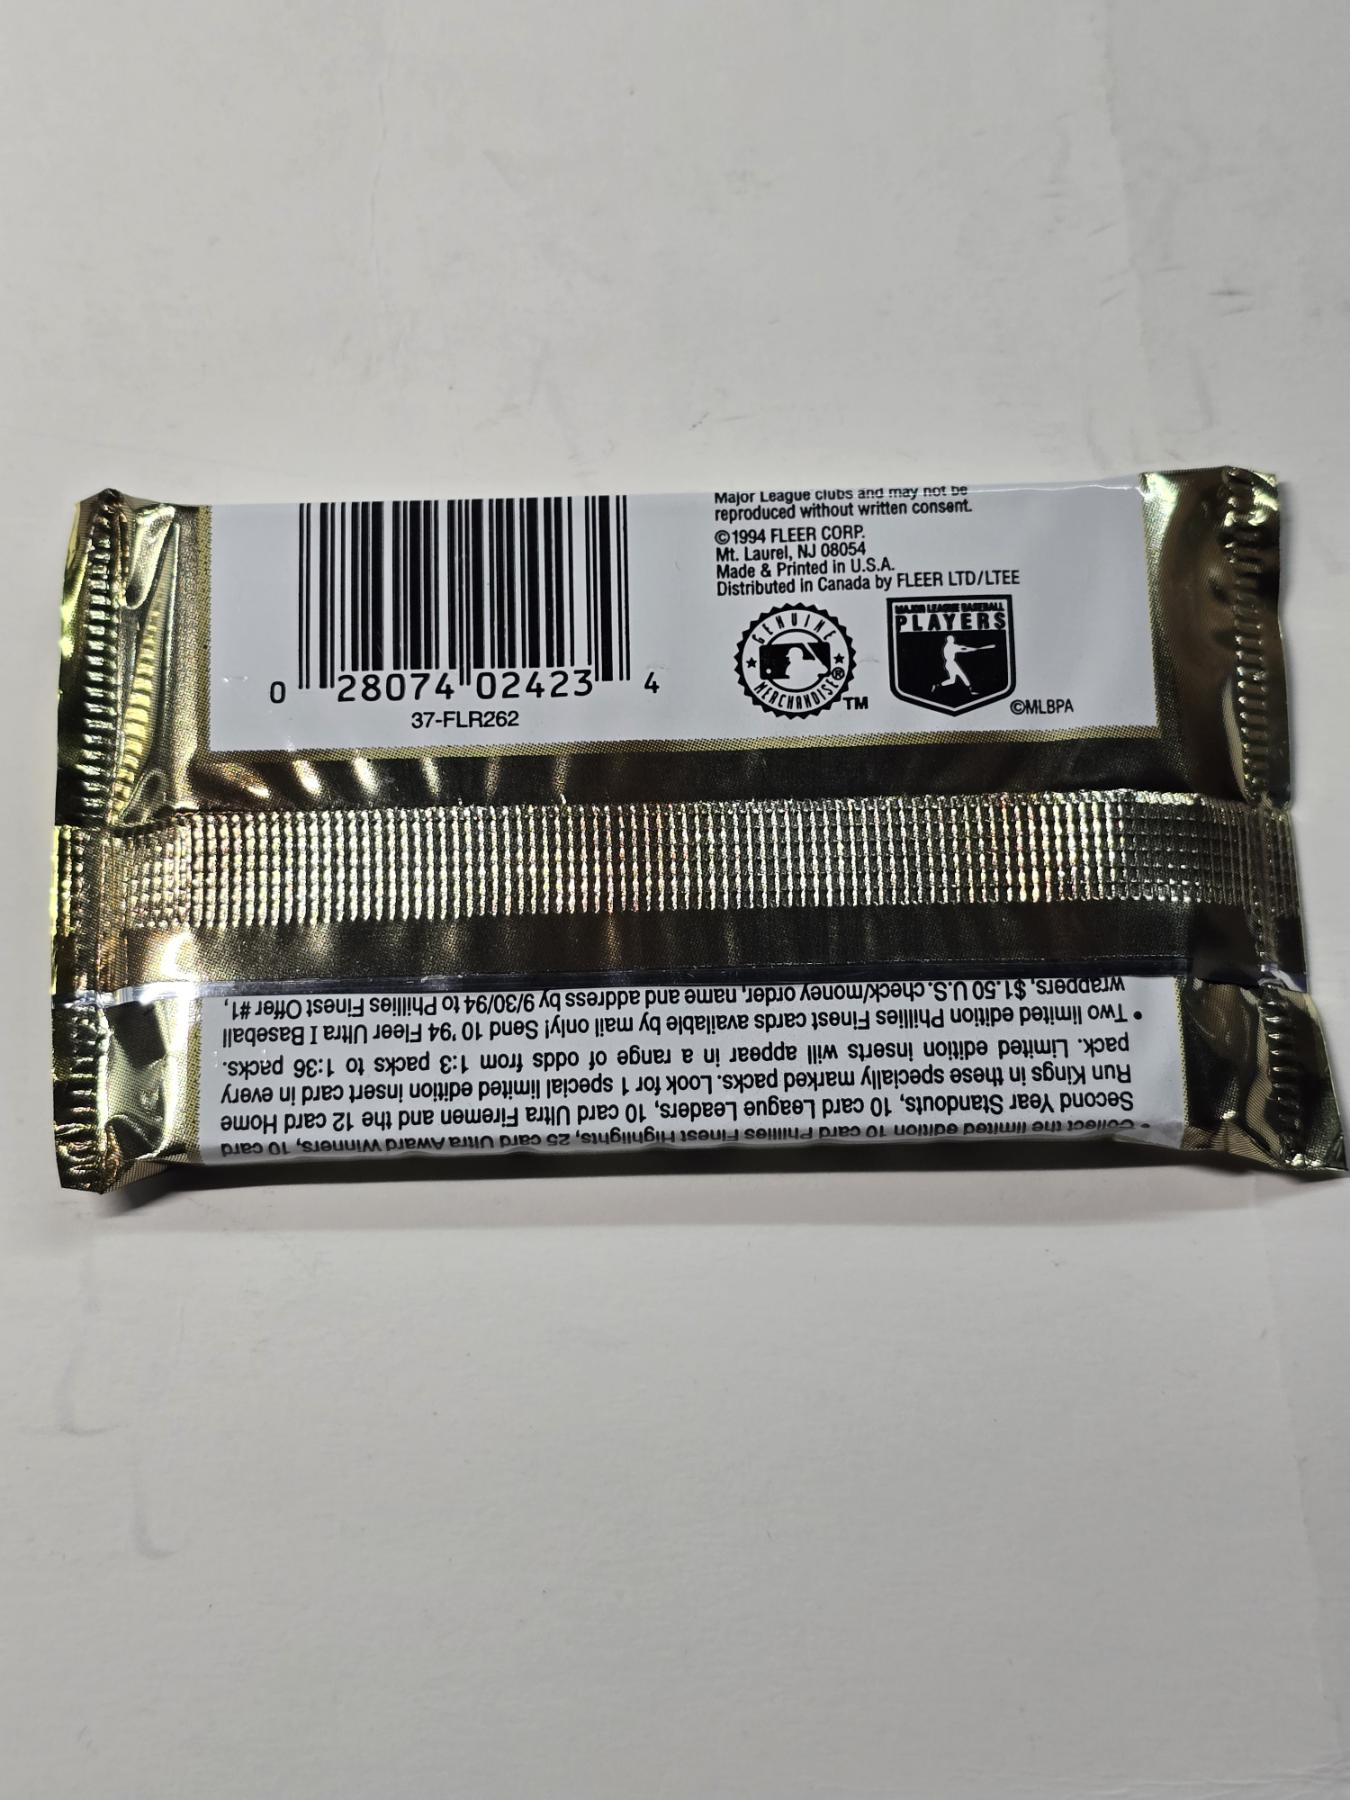 Major League clubs and may not be
reproduced without written consent.
©1994 FLEER CORP.
Mt. Laurel, NJ 08054
Made & Printed in U.S.A.
Distributed in Canada by FLEER LTD/LTEE
GENUINE
MERCHANDISE®
TM
MAJOR LEAGUE BASEBALL
PLAYERS
©MLBPA
0 28074 02423 4
37-FLR262
• Collect the limited edition 10 card Phillies Finest Highlights, 25 card Ultra Award Winners, 10 card
Second Year Standouts, 10 card League Leaders, 10 card Ultra Firemen and the 12 card Home
Run Kings in these specially marked packs. Look for 1 special limited edition insert card in every
pack. Limited edition inserts will appear in a range of odds from 1:3 packs to 1:36 packs.
• Two limited edition Phillies Finest cards available by mail only! Send 10 '94 Fleer Ultra I Baseball
wrappers, $1.50 U.S. check/money order, name and address by 9/30/94 to Phillies Finest Offer #1,